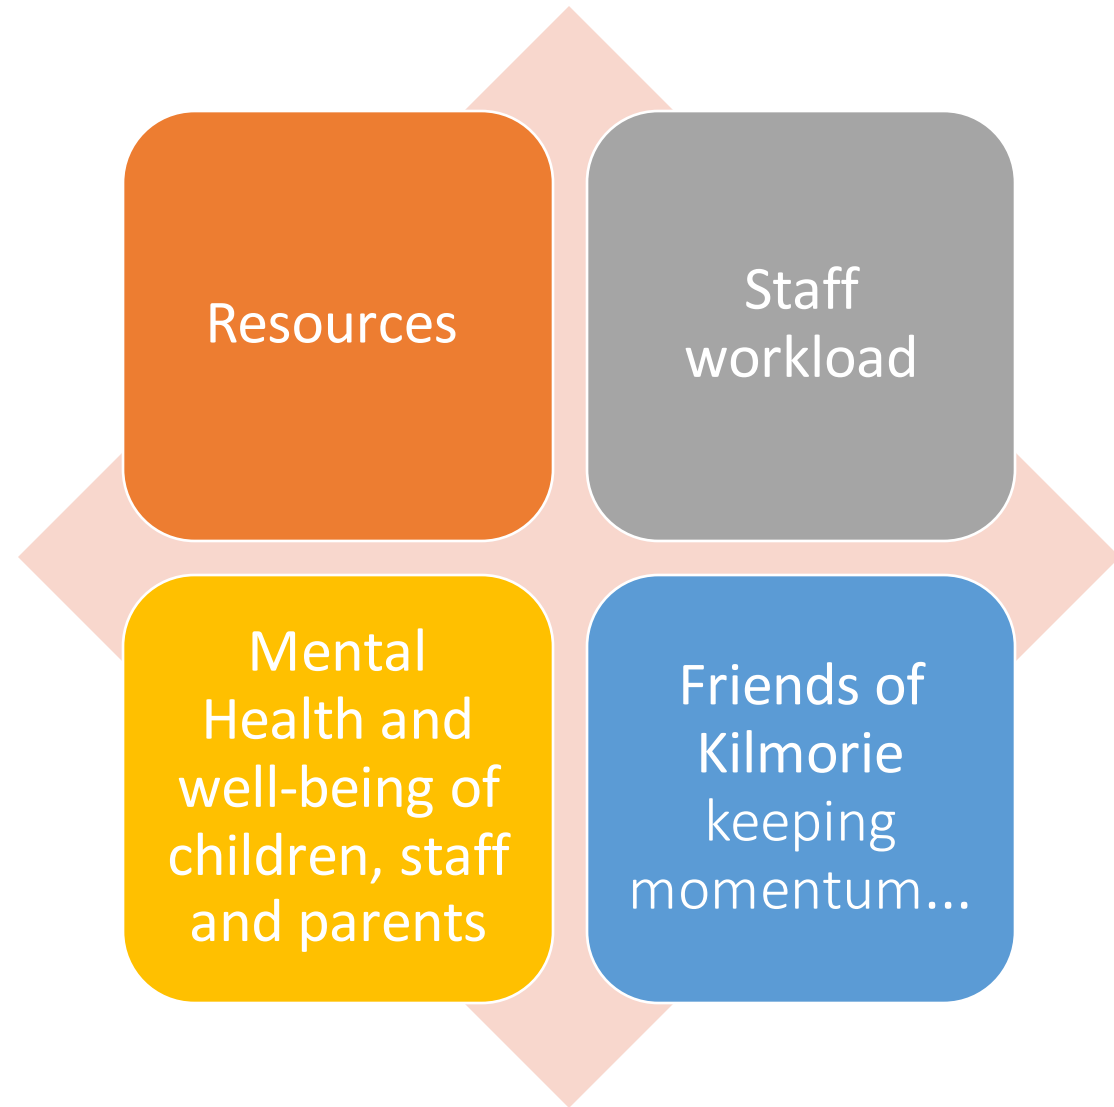 Resources
Staff
workload
Mental
Health and
well-being of
children, staff
and parents
Friends of
Kilmorie
keeping
momentum...